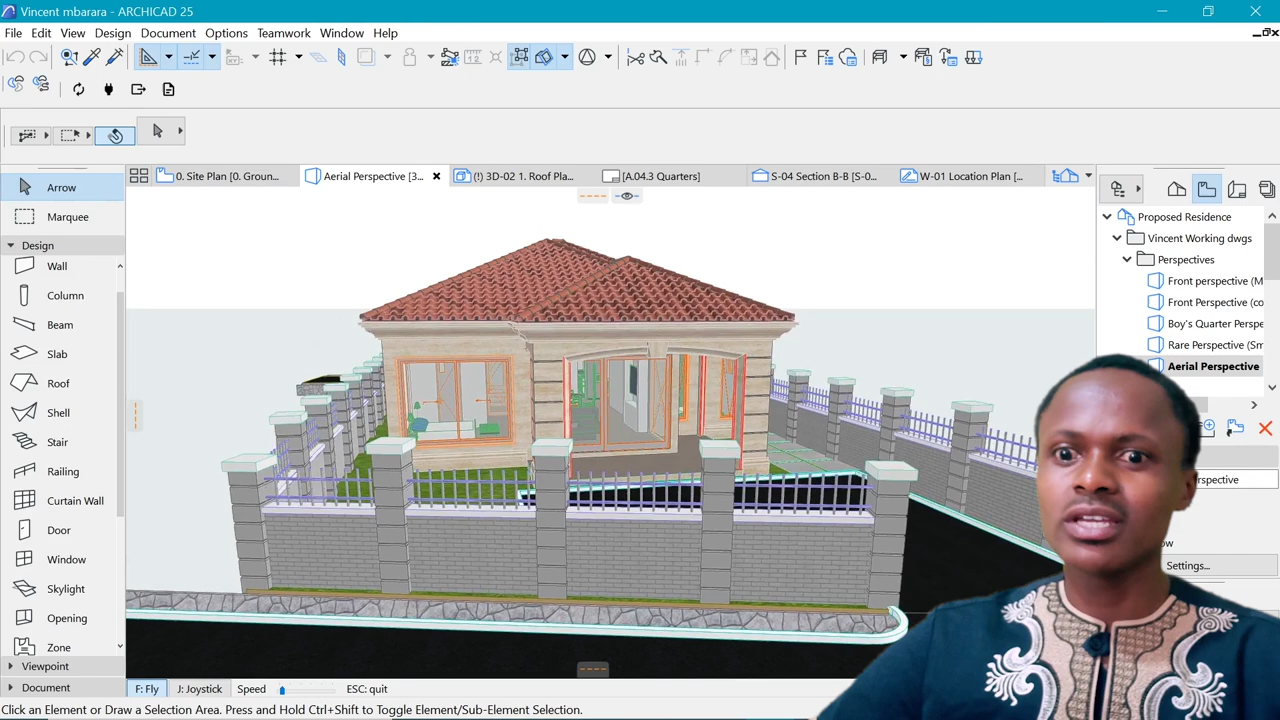 Vincent mbarara - ARCHICAD 25
File Edit View Design Document Options Teamwork Window Help
0. Site Plan [0. Groun...
Aerial Perspective [3...
(!) 3D-02 1. Roof Pla...
[A.04.3 Quarters]
S-04 Section B-B [S-0...
W-01 Location Plan [...
Arrow
Marquee
Design
Wall
Column
Beam
Slab
Roof
Shell
Stair
Railing
Curtain Wall
Door
Window
Skylight
Opening
Zone
Viewpoint
Document
Proposed Residence
Vincent Working dwgs
Perspectives
Front perspective (M
Front Perspective (co
Boy's Quarter Perspe
Rare Perspective (Sm
Aerial Perspective
rspective
ow
Settings...
F: Fly J: Joystick Speed ESC: quit
Click an Element or Draw a Selection Area. Press and Hold Ctrl+Shift to Toggle Element/Sub-Element Selection.